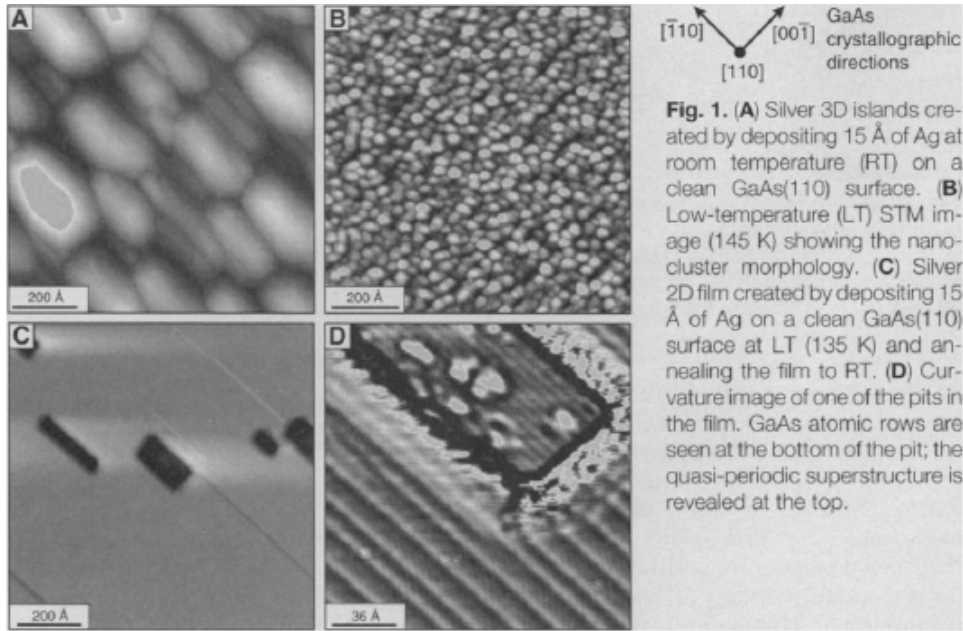 A
B
200 Å
200 Å
C
D
200 Å
36 Å
[1̄10]
[001̄]
[110]
GaAs
crystallographic
directions
Fig. 1. (A) Silver 3D islands cre-
ated by depositing 15 Å of Ag at
room temperature (RT) on a
clean GaAs(110) surface. (B)
Low-temperature (LT) STM im-
age (145 K) showing the nano-
cluster morphology. (C) Silver
2D film created by depositing 15
Å of Ag on a clean GaAs(110)
surface at LT (135 K) and an-
nealing the film to RT. (D) Cur-
vature image of one of the pits in
the film. GaAs atomic rows are
seen at the bottom of the pit; the
quasi-periodic superstructure is
revealed at the top.